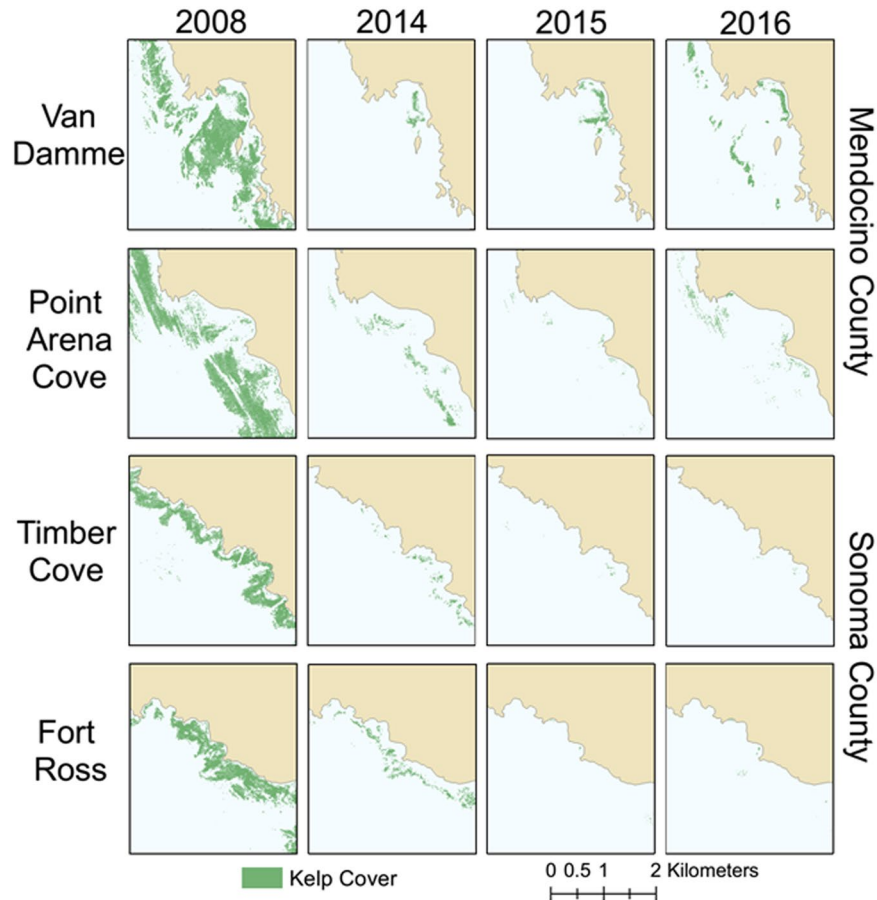 2008 2014 2015 2016
Van
Damme
Point
Arena
Cove
Mendocino County
Timber
Cove
Fort
Ross
Sonoma County
Kelp Cover
0 0.5 1 2 Kilometers